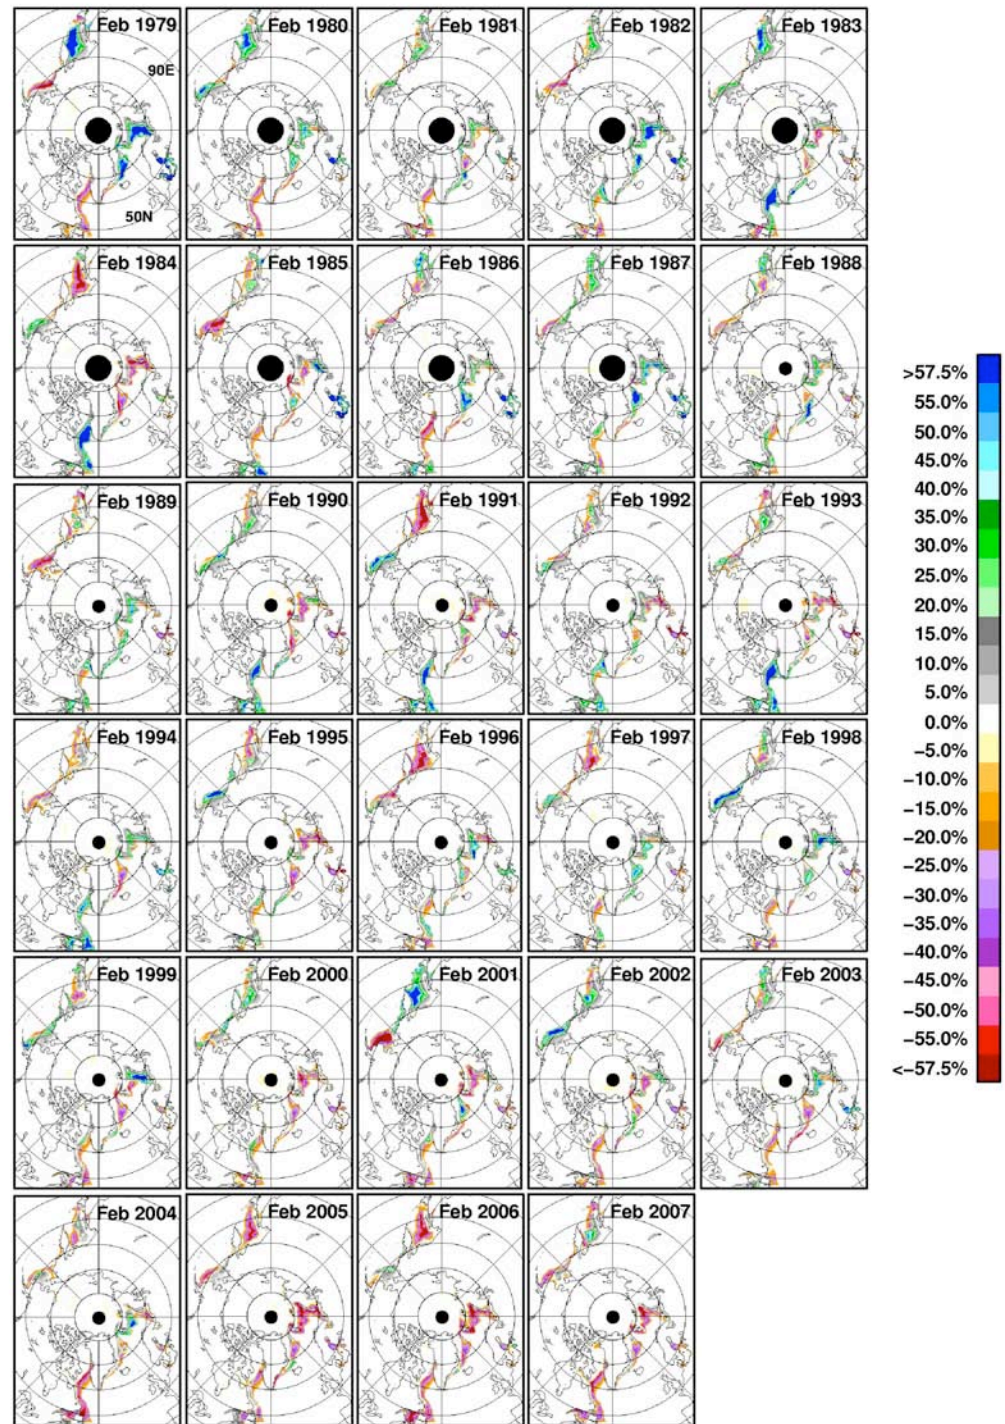 Feb 1979
90E
50N
Feb 1980
Feb 1981
Feb 1982
Feb 1983
Feb 1984
Feb 1985
Feb 1986
Feb 1987
Feb 1988
Feb 1989
Feb 1990
Feb 1991
Feb 1992
Feb 1993
Feb 1994
Feb 1995
Feb 1996
Feb 1997
Feb 1998
Feb 1999
Feb 2000
Feb 2001
Feb 2002
Feb 2003
Feb 2004
Feb 2005
Feb 2006
Feb 2007
>57.5%
55.0%
50.0%
45.0%
40.0%
35.0%
30.0%
25.0%
20.0%
15.0%
10.0%
5.0%
0.0%
−5.0%
−10.0%
−15.0%
−20.0%
−25.0%
−30.0%
−35.0%
−40.0%
−45.0%
−50.0%
−55.0%
<−57.5%